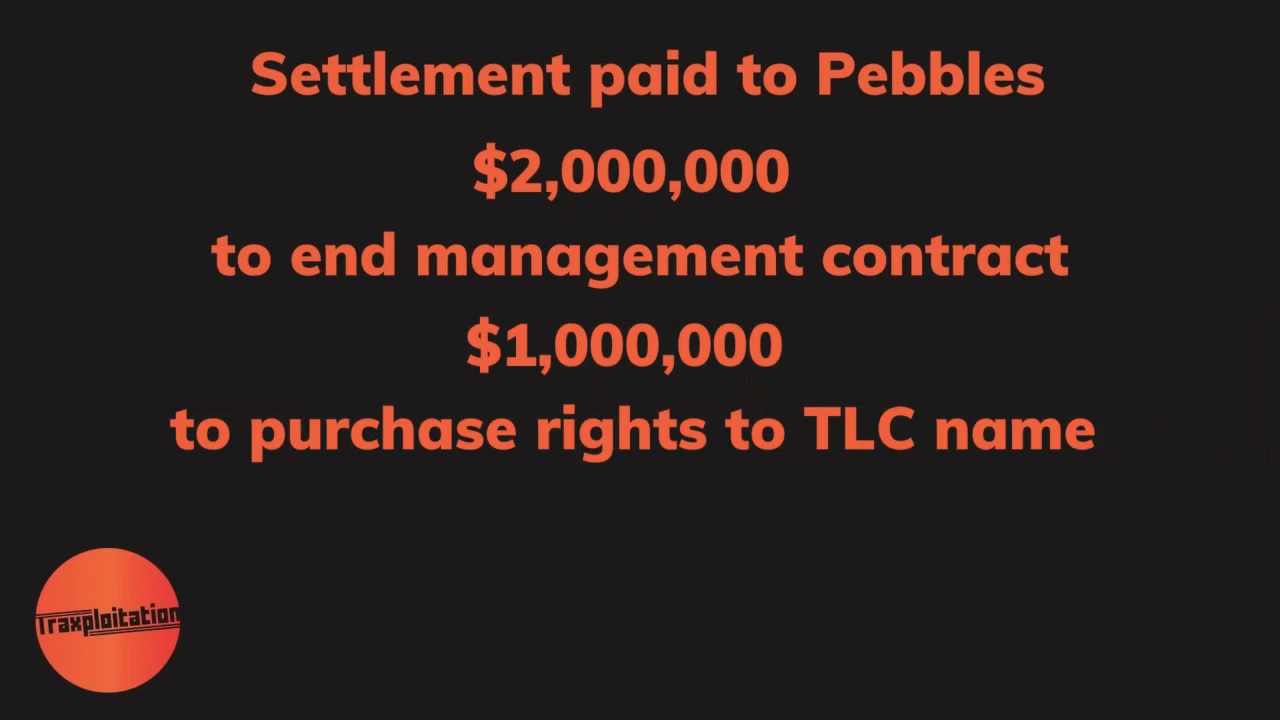 Settlement paid to Pebbles
$2,000,000
to end management contract
$1,000,000
to purchase rights to TLC name
Traxploitation